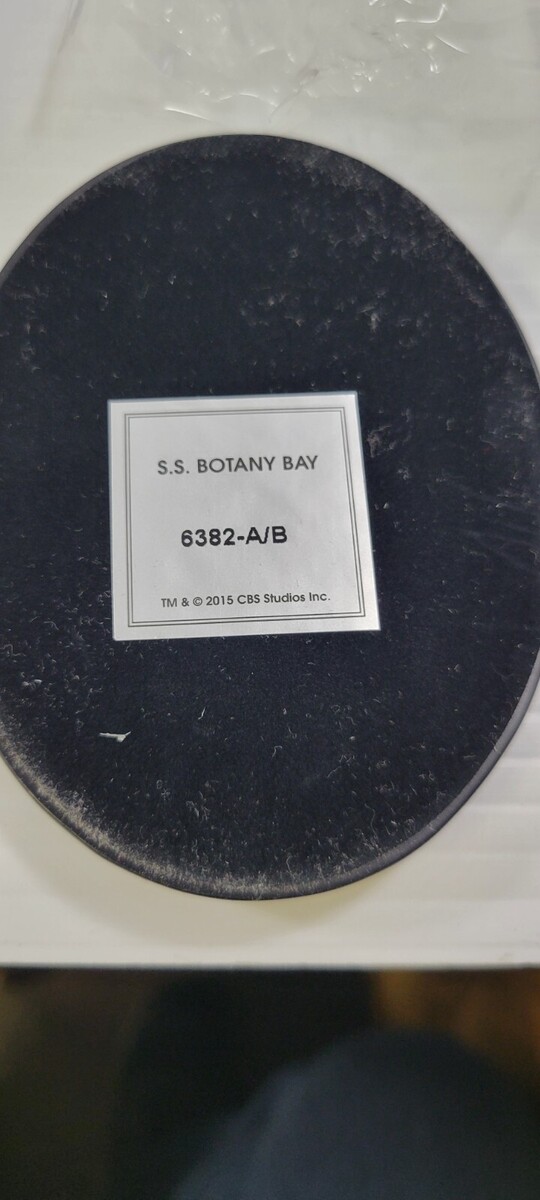 S.S. BOTANY BAY
6382-A/B
TM & © 2015 CBS Studios Inc.